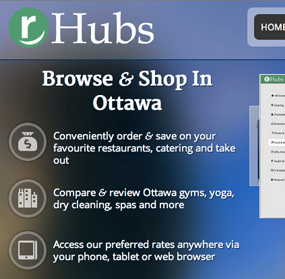 r Hubs
HOME
Browse & Shop In
Ottawa
Conveniently order & save on your
favourite restaurants, catering and take
out
Compare & review Ottawa gyms, yoga,
dry cleaning, spas and more
Access our preferred rates anywhere via
your phone, tablet or web browser